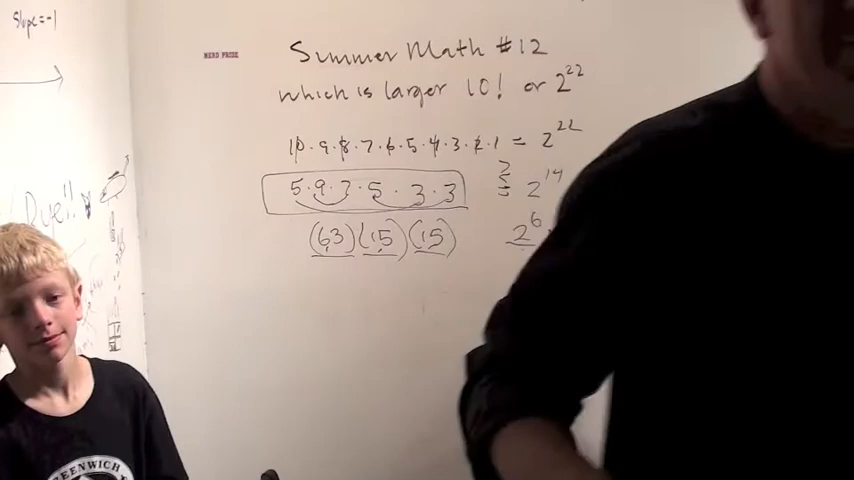 Slope=-1
NERD PRIDE
Summer Math #12
Which is larger 10! or 2^22
10·9·8·7·6·5·4·3·2·1 = 2^22
5·9·7·5·3·3 = 2^14
(63)(15)(15) 2^6
Rye!!
GREENWICH